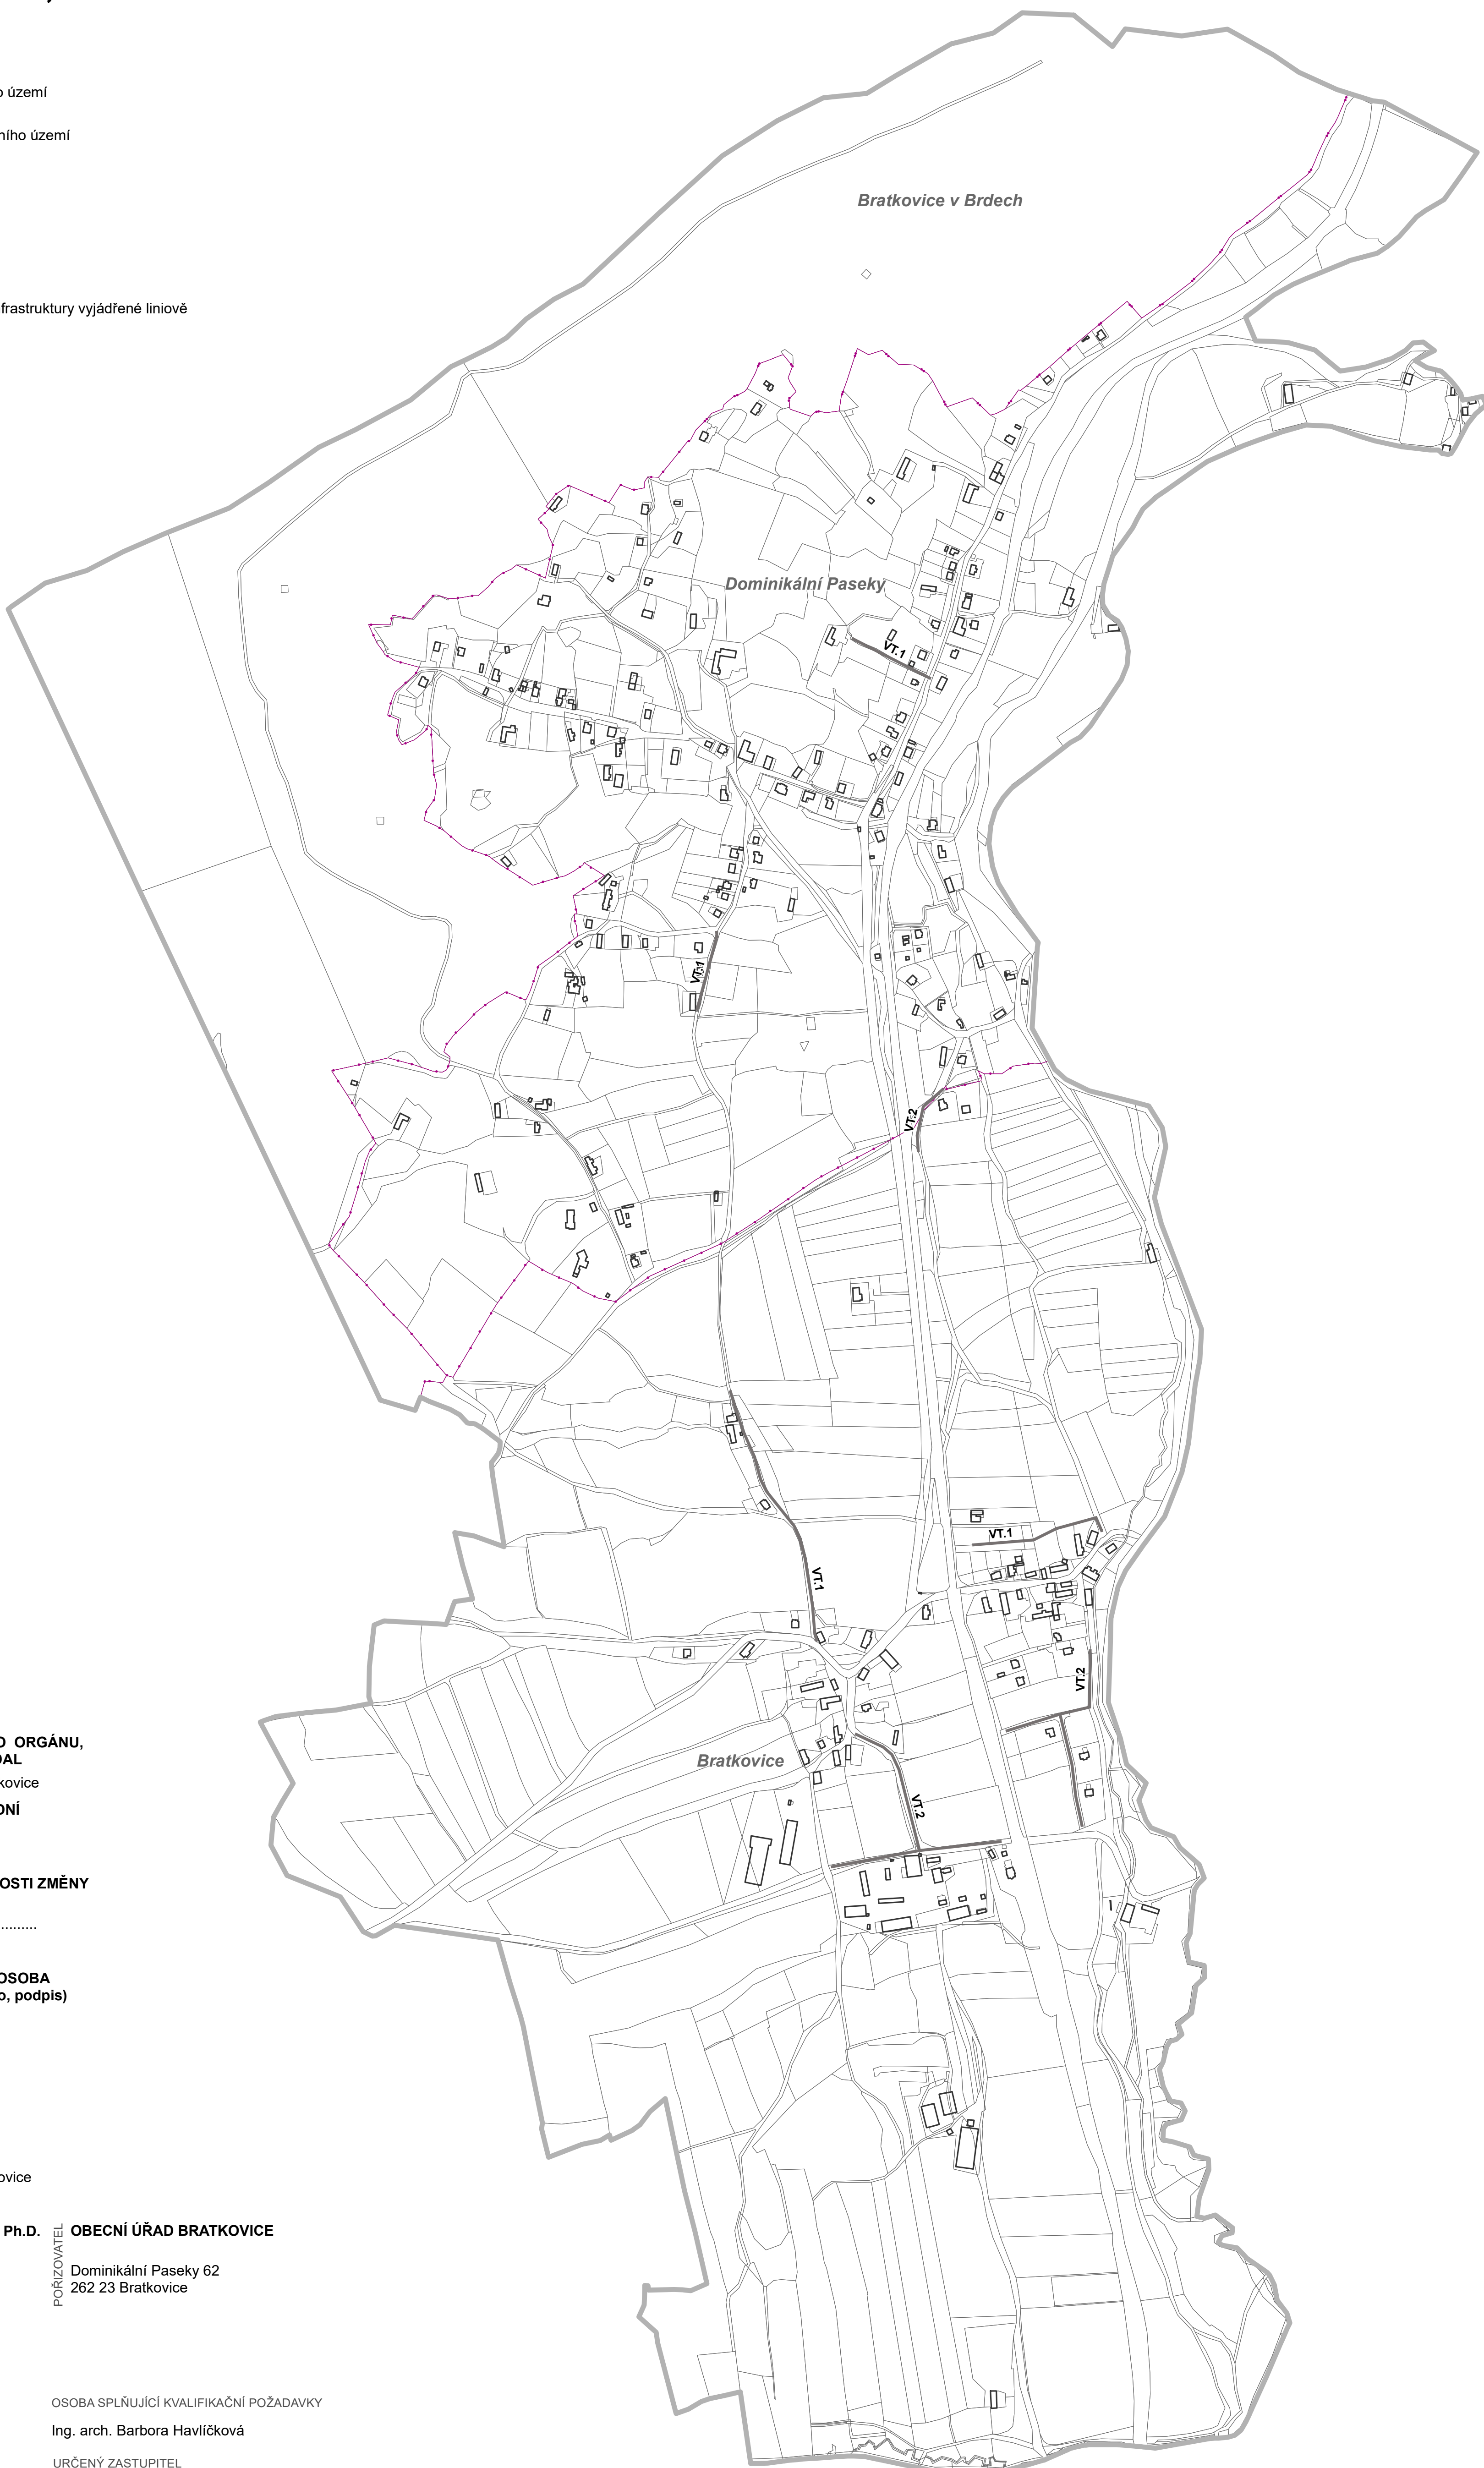 o území
ního území
frastruktury vyjádřené liniově
Bratkovice v Brdech
Dominikální Paseky
VT.1
VT.1
VT.2
VT.1
VT.1
VT.2
Bratkovice
VT.2
O ORGÁNU,
DAL
kovice
DNÍ
OSTI ZMĚNY
..........
OSOBA
o, podpis)
ovice
Ph.D.
POŘIZOVATEL
OBECNÍ ÚŘAD BRATKOVICE
Dominikální Paseky 62
262 23 Bratkovice
OSOBA SPLŇUJÍCÍ KVALIFIKAČNÍ POŽADAVKY
Ing. arch. Barbora Havlíčková
URČENÝ ZASTUPITEL